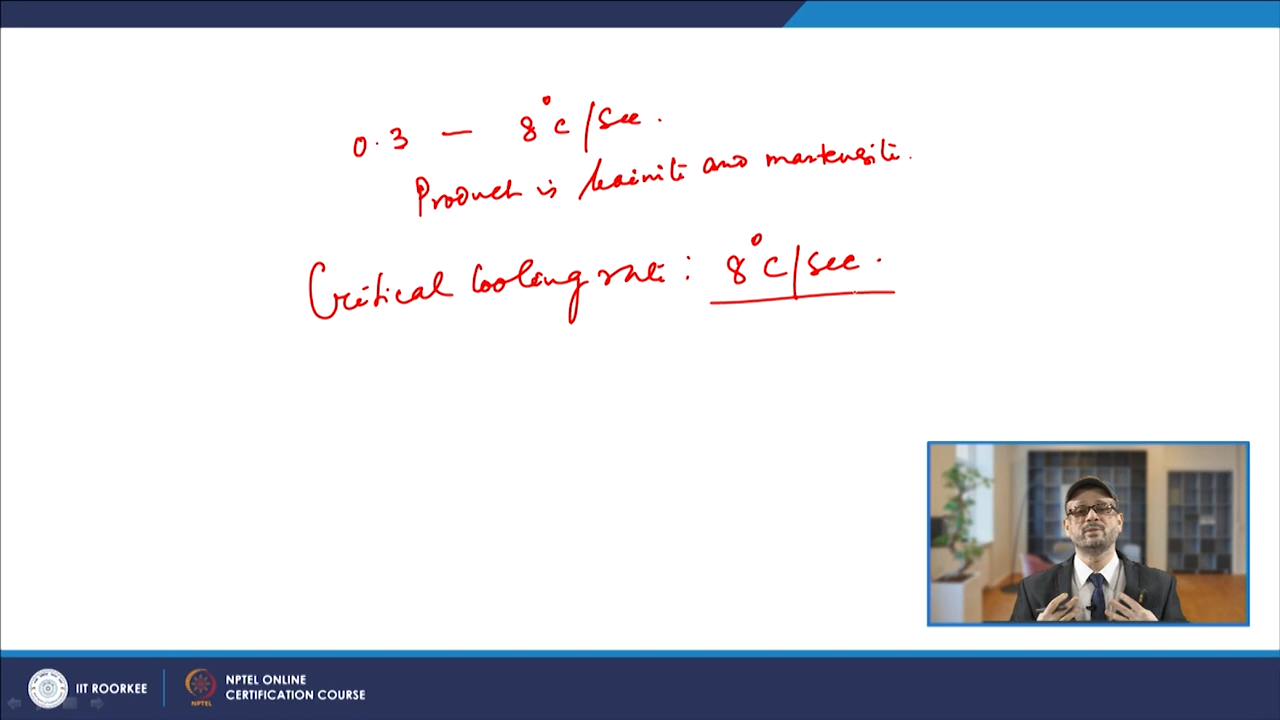 0.3 — 8°C/Sec.
Product is bainite and martensite.
Critical Cooling rate: 8°C/Sec.
IIT ROORKEE
NPTEL
NPTEL ONLINE
CERTIFICATION COURSE